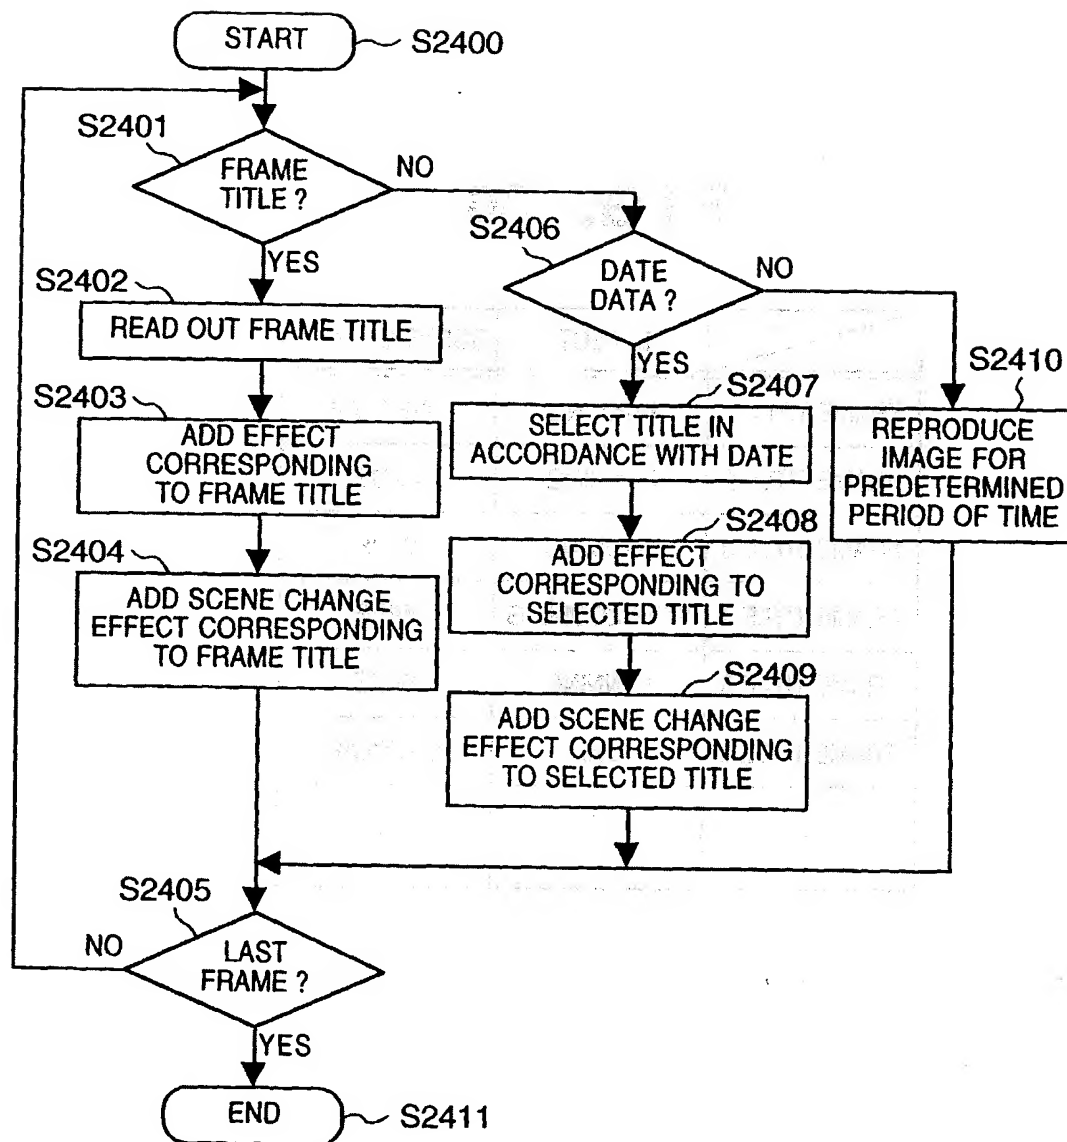 START
S2400
S2401
FRAME
TITLE ?
NO
YES
S2402
READ OUT FRAME TITLE
S2403
ADD EFFECT
CORRESPONDING
TO FRAME TITLE
S2404
ADD SCENE CHANGE
EFFECT CORRESPONDING
TO FRAME TITLE
S2406
DATE
DATA ?
NO
YES
S2407
SELECT TITLE IN
ACCORDANCE WITH DATE
S2408
ADD EFFECT
CORRESPONDING TO
SELECTED TITLE
S2409
ADD SCENE CHANGE
EFFECT CORRESPONDING
TO SELECTED TITLE
S2410
REPRODUCE
IMAGE FOR
PREDETERMINED
PERIOD OF TIME
S2405
NO
LAST
FRAME ?
YES
END
S2411